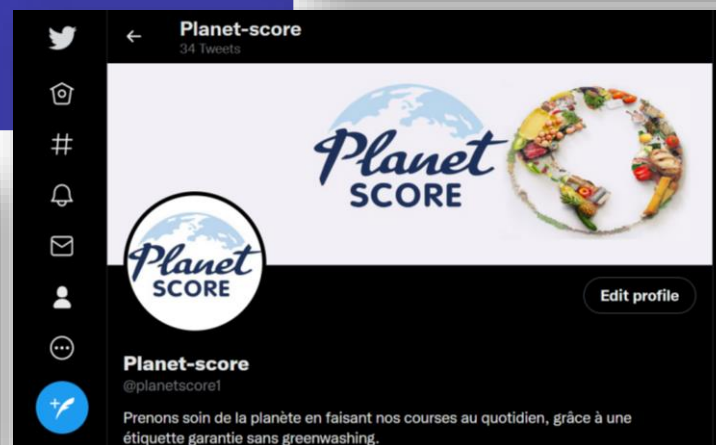 Planet-score
34 Tweets
Planet
SCORE
Planet
SCORE
Edit profile
Planet-score
@planetscore1
Prenons soin de la planète en faisant nos courses au quotidien, grâce à une
étiquette garantie sans greenwashing.